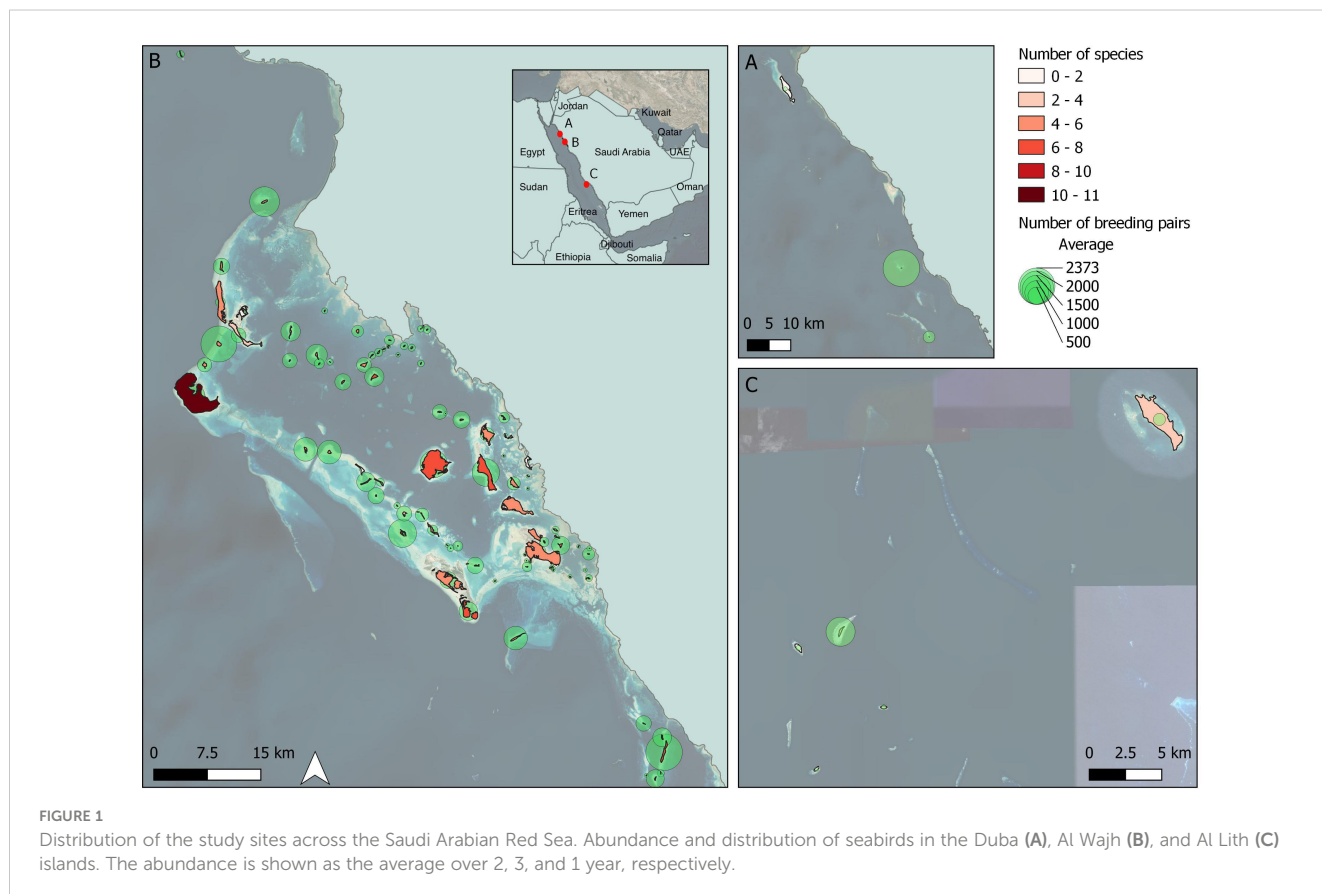 B
Jordan
Kuwait
A
Qatar
B
Egypt
Saudi Arabia
UAE
C
Oman
Sudan
Eritrea
Yemen
Djibouti
Ethiopia
Somalia
0 7.5 15 km
A
0 5 10 km
C
0 2.5 5 km
Number of species
0 - 2
2 - 4
4 - 6
6 - 8
8 - 10
10 - 11
Number of breeding pairs
Average
2373
2000
1500
1000
500
FIGURE 1
Distribution of the study sites across the Saudi Arabian Red Sea. Abundance and distribution of seabirds in the Duba (A), Al Wajh (B), and Al Lith (C)
islands. The abundance is shown as the average over 2, 3, and 1 year, respectively.